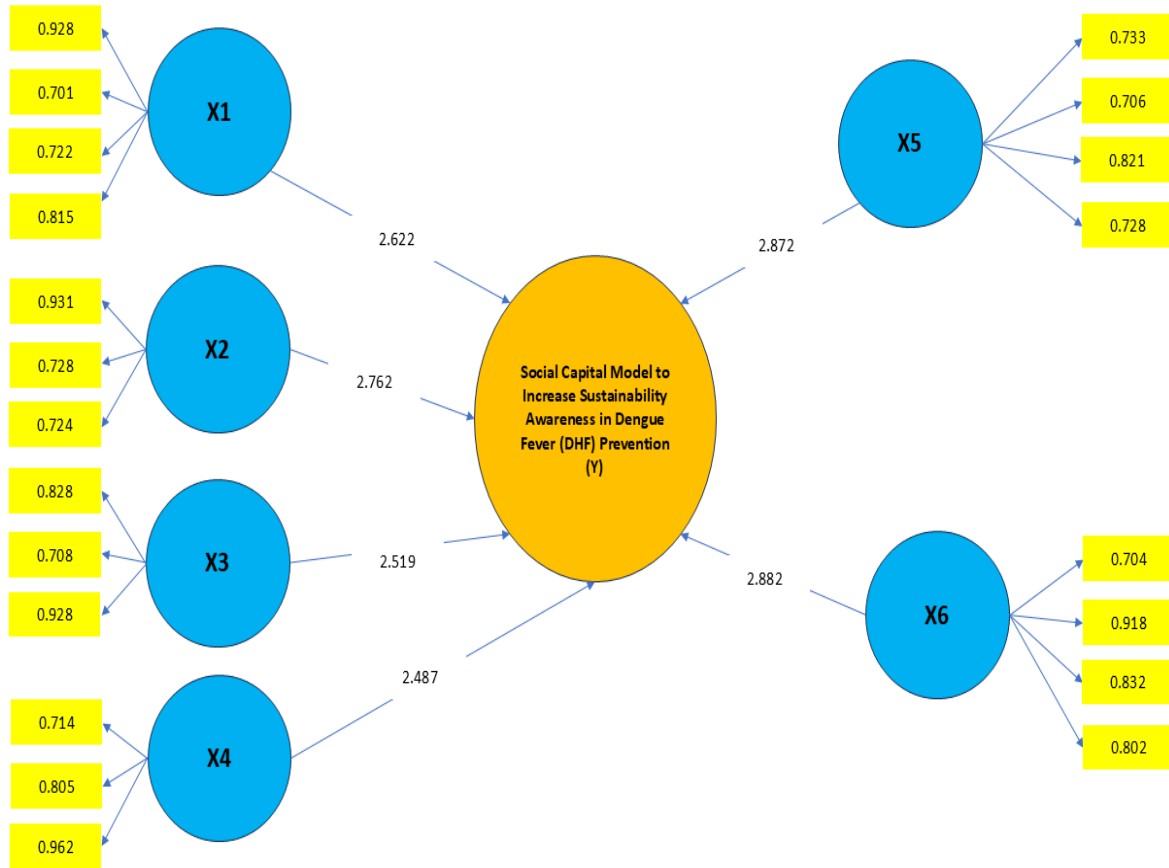 0.928
0.701
0.722
0.815
X1
2.622
0.931
0.728
0.724
X2
2.762
0.828
0.708
0.928
X3
2.519
0.714
0.805
0.962
X4
2.487
Social Capital Model to
Increase Sustainability
Awareness in Dengue
Fever (DHF) Prevention
(Y)
X5
2.872
0.733
0.706
0.821
0.728
X6
2.882
0.704
0.918
0.832
0.802